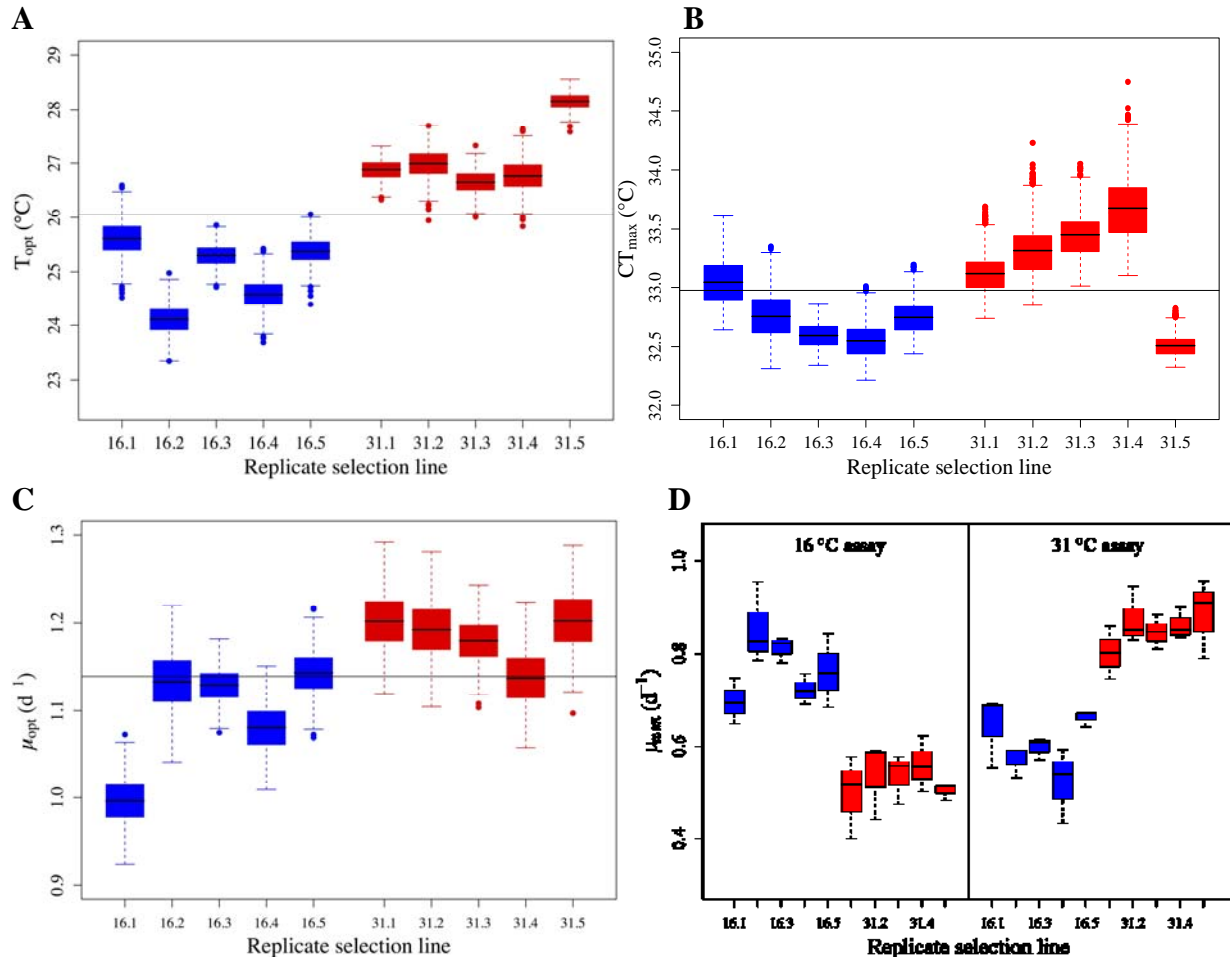 A
B
29
28
27
26
25
24
23
T_opt (°C)
16.1 16.2 16.3 16.4 16.5 31.1 31.2 31.3 31.4 31.5
Replicate selection line
35.0
34.5
34.0
33.5
33.0
32.5
32.0
CT_max (°C)
16.1 16.2 16.3 16.4 16.5 31.1 31.2 31.3 31.4 31.5
Replicate selection line
C
D
1.3
1.2
1.1
1.0
0.9
μ_opt (d⁻¹)
16.1 16.2 16.3 16.4 16.5 31.1 31.2 31.3 31.4 31.5
Replicate selection line
16 °C assay
31 °C assay
1.0
0.8
0.6
0.4
(d⁻¹)
16.1 16.3 16.5 31.2 31.4 16.1 16.3 16.5 31.2 31.4
Replicate selection line